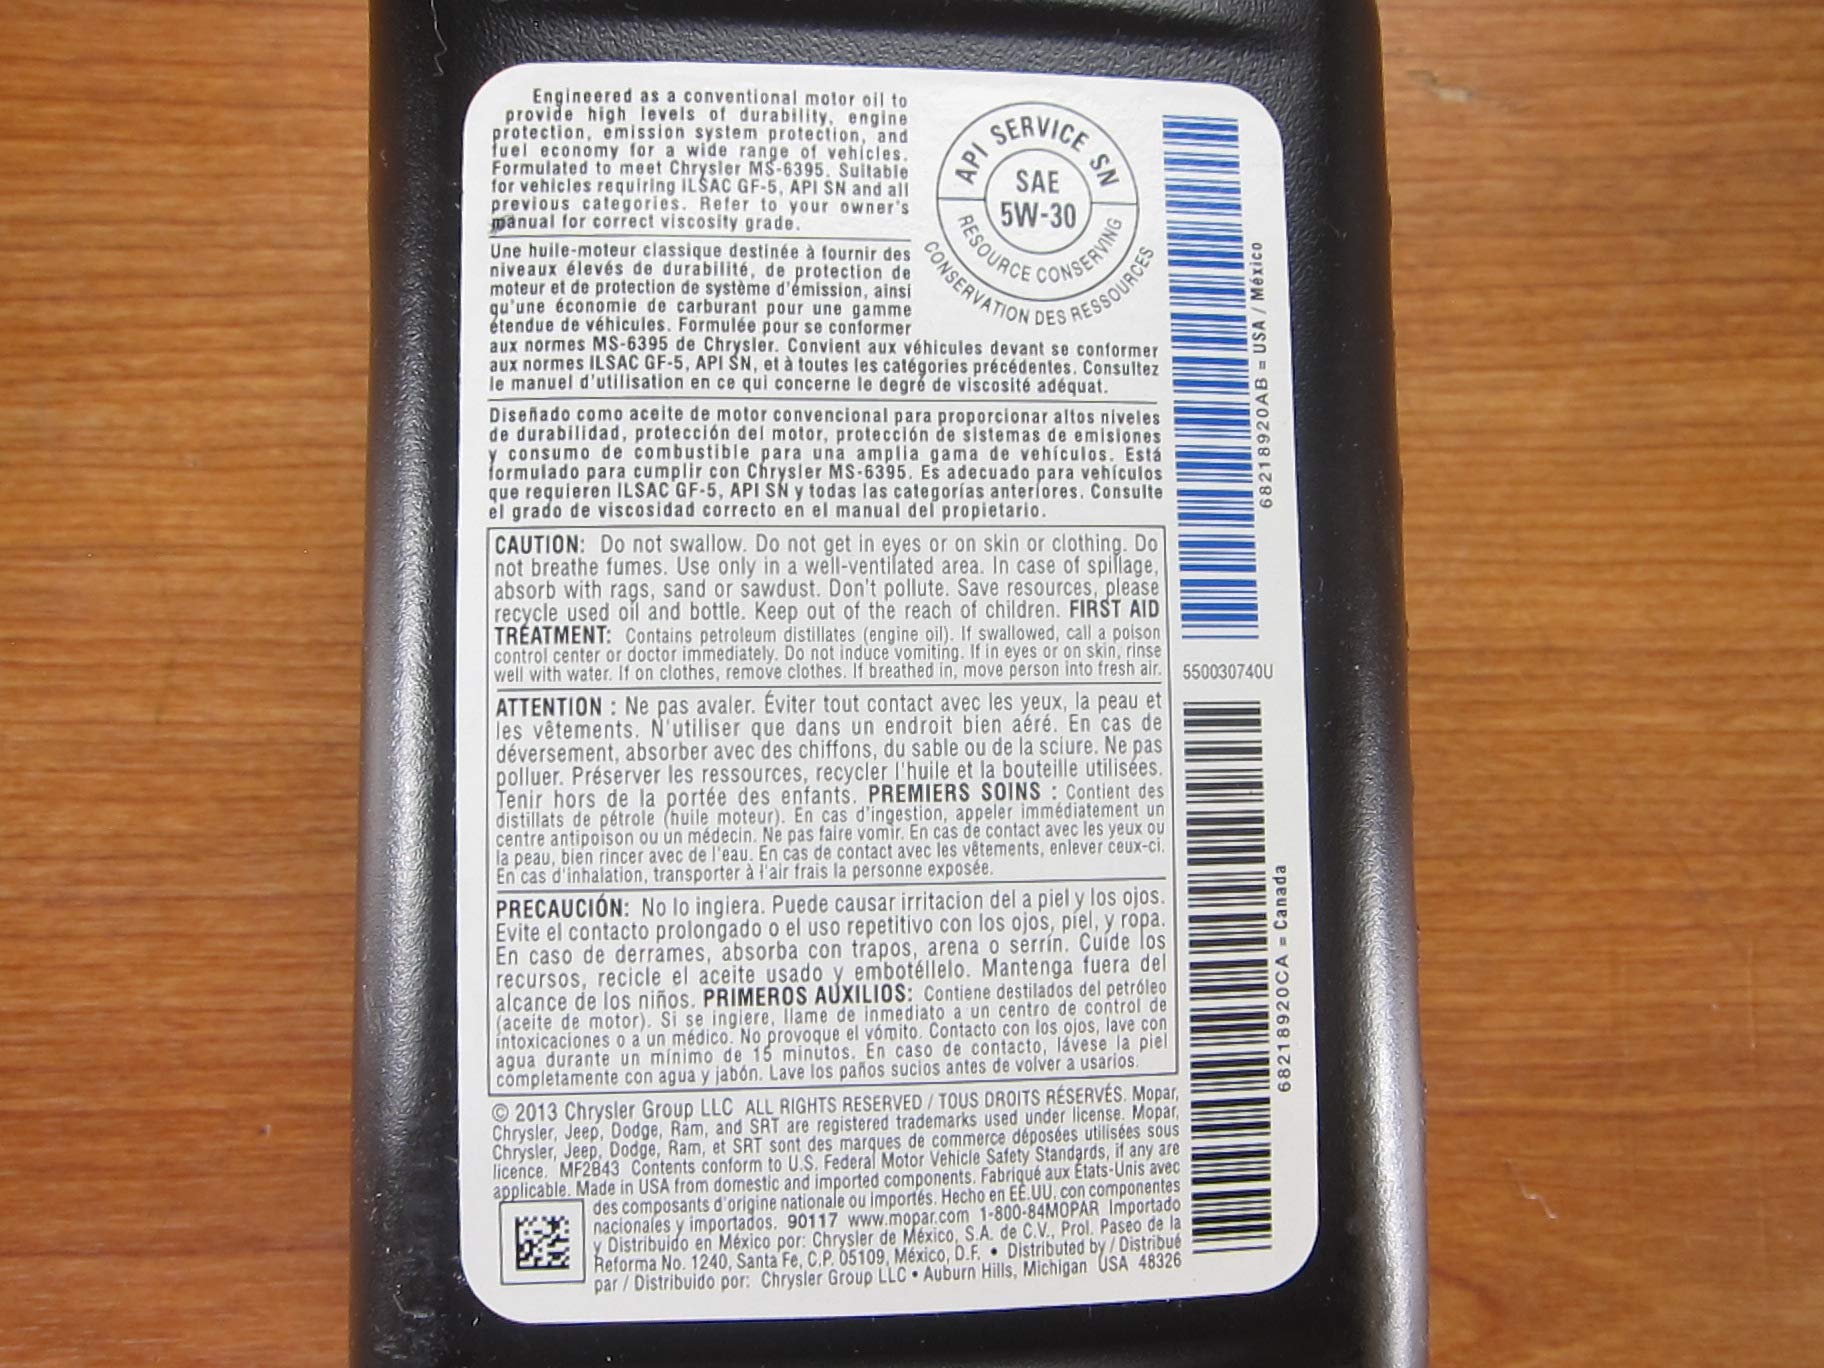 Engineered as a conventional motor oil to
provide high levels of durability, engine
protection, emission system protection, and
fuel economy for a wide range of vehicles.
Formulated to meet Chrysler MS-6395. Suitable
for vehicles requiring ILSAC GF-5, API SN and all
previous categories. Refer to your owner's
manual for correct viscosity grade.
API SERVICE SN
SAE
5W-30
RESOURCE CONSERVING
CONSERVATION DES RESSOURCES
Une huile-moteur classique destinée à fournir des
niveaux élevés de durabilité, de protection de
moteur et de protection de système d'émission, ainsi
qu'une économie de carburant pour une gamme
étendue de véhicules. Formulée pour se conformer
aux normes MS-6395 de Chrysler. Convient aux véhicules devant se conformer
aux normes ILSAC GF-5, API SN, et à toutes les catégories précédentes. Consultez
le manuel d'utilisation en ce qui concerne le degré de viscosité adéquat.
Diseñado como aceite de motor convencional para proporcionar altos niveles
de durabilidad, protección del motor, protección de sistemas de emisiones
y consumo de combustible para una amplia gama de vehículos. Está
formulado para cumplir con Chrysler MS-6395. Es adecuado para vehículos
que requieren ILSAC GF-5, API SN y todas las categorías anteriores. Consulte
el grado de viscosidad correcto en el manual del propietario.
CAUTION: Do not swallow. Do not get in eyes or on skin or clothing. Do
not breathe fumes. Use only in a well-ventilated area. In case of spillage,
absorb with rags, sand or sawdust. Don't pollute. Save resources, please
recycle used oil and bottle. Keep out of the reach of children. FIRST AID
TREATMENT: Contains petroleum distillates (engine oil). If swallowed, call a poison
control center or doctor immediately. Do not induce vomiting. If in eyes or on skin, rinse
well with water. If on clothes, remove clothes. If breathed in, move person into fresh air.
ATTENTION : Ne pas avaler. Éviter tout contact avec les yeux, la peau et
les vêtements. N'utiliser que dans un endroit bien aéré. En cas de
déversement, absorber avec des chiffons, du sable ou de la sciure. Ne pas
polluer. Préserver les ressources, recycler l'huile et la bouteille utilisées.
Tenir hors de la portée des enfants. PREMIERS SOINS : Contient des
distillats de pétrole (huile moteur). En cas d'ingestion, appeler immédiatement un
centre antipoison ou un médecin. Ne pas faire vomir. En cas de contact avec les yeux ou
la peau, bien rincer avec de l'eau. En cas de contact avec les vêtements, enlever ceux-ci.
En cas d'inhalation, transporter à l'air frais la personne exposée.
PRECAUCIÓN: No lo ingiera. Puede causar irritacion del a piel y los ojos.
Evite el contacto prolongado o el uso repetitivo con los ojos, piel, y ropa.
En caso de derrames, absorba con trapos, arena o serrín. Cuide los
recursos, recicle el aceite usado y embotéllelo. Mantenga fuera del
alcance de los niños. PRIMEROS AUXILIOS: Contiene destilados del petróleo
(aceite de motor). Si se ingiere, llame de inmediato a un centro de control de
intoxicaciones o a un médico. No provoque el vómito. Contacto con los ojos, lave con
agua durante un mínimo de 15 minutos. En caso de contacto, lávese la piel
completamente con agua y jabón. Lave los paños sucios antes de volver a usarios.
© 2013 Chrysler Group LLC ALL RIGHTS RESERVED / TOUS DROITS RÉSERVÉS. Mopar,
Chrysler, Jeep, Dodge, Ram, and SRT are registered trademarks used under license. Mopar,
Chrysler, Jeep, Dodge, Ram, et SRT sont des marques de commerce déposées utilisées sous
licence. MF2843 Contents conform to U.S. Federal Motor Vehicle Safety Standards, if any are
applicable. Made in USA from domestic and imported components. Fabriqué aux États-Unis avec
des composants d'origine nationale ou importés. Hecho en EE.UU. con componentes
nacionales y importados. 90117 www.mopar.com 1-800-84MOPAR Importado
y Distribuido en México por: Chrysler de México, S.A. de C.V., Prol. Paseo de la
Reforma No. 1240, Santa Fe, C.P. 05109, México, D.F. • Distributed by / Distribué
par / Distribuido por: Chrysler Group LLC • Auburn Hills, Michigan USA 48326
68218920AB = USA / México
550030740U
68218920CA = Canada